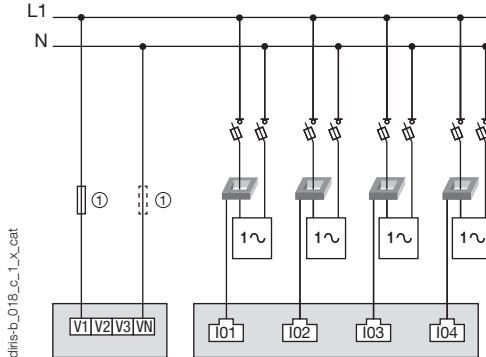 L1
N
① ①
1∿ 1∿ 1∿ 1∿
V1 V2 V3 VN
I01 I02 I03 I04
diris-b_018_c_1_x_cat